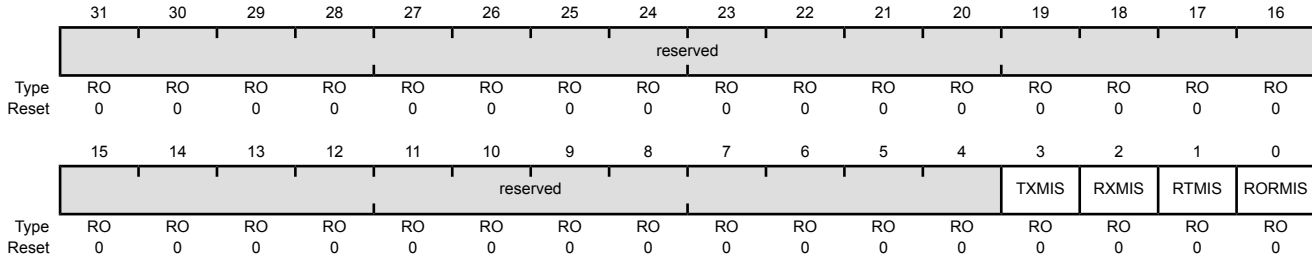 31 30 29 28 27 26 25 24 23 22 21 20 19 18 17 16
reserved
Type RO RO RO RO RO RO RO RO RO RO RO RO RO RO RO RO
Reset 0 0 0 0 0 0 0 0 0 0 0 0 0 0 0 0
15 14 13 12 11 10 9 8 7 6 5 4 3 2 1 0
reserved TXMIS RXMIS RTMIS RORMIS
Type RO RO RO RO RO RO RO RO RO RO RO RO RO RO RO RO
Reset 0 0 0 0 0 0 0 0 0 0 0 0 0 0 0 0